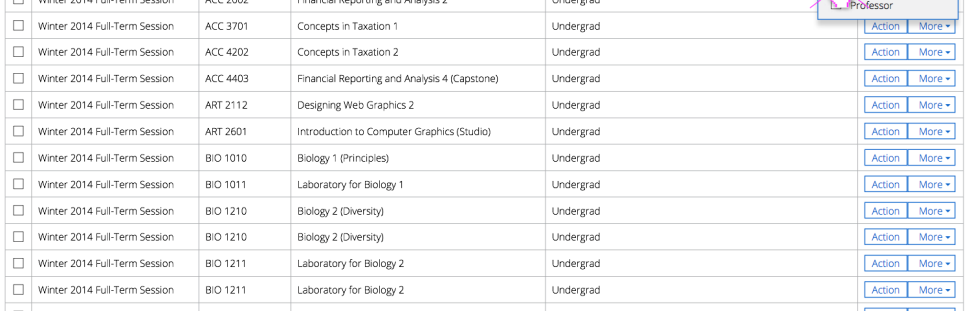 Winter 2014 Full-Term Session ACC 2602 Financial Reporting and Analysis 2 Undergrad Professor
Winter 2014 Full-Term Session ACC 3701 Concepts in Taxation 1 Undergrad Action More
Winter 2014 Full-Term Session ACC 4202 Concepts in Taxation 2 Undergrad Action More
Winter 2014 Full-Term Session ACC 4403 Financial Reporting and Analysis 4 (Capstone) Undergrad Action More
Winter 2014 Full-Term Session ART 2112 Designing Web Graphics 2 Undergrad Action More
Winter 2014 Full-Term Session ART 2601 Introduction to Computer Graphics (Studio) Undergrad Action More
Winter 2014 Full-Term Session BIO 1010 Biology 1 (Principles) Undergrad Action More
Winter 2014 Full-Term Session BIO 1011 Laboratory for Biology 1 Undergrad Action More
Winter 2014 Full-Term Session BIO 1210 Biology 2 (Diversity) Undergrad Action More
Winter 2014 Full-Term Session BIO 1210 Biology 2 (Diversity) Undergrad Action More
Winter 2014 Full-Term Session BIO 1211 Laboratory for Biology 2 Undergrad Action More
Winter 2014 Full-Term Session BIO 1211 Laboratory for Biology 2 Undergrad Action More